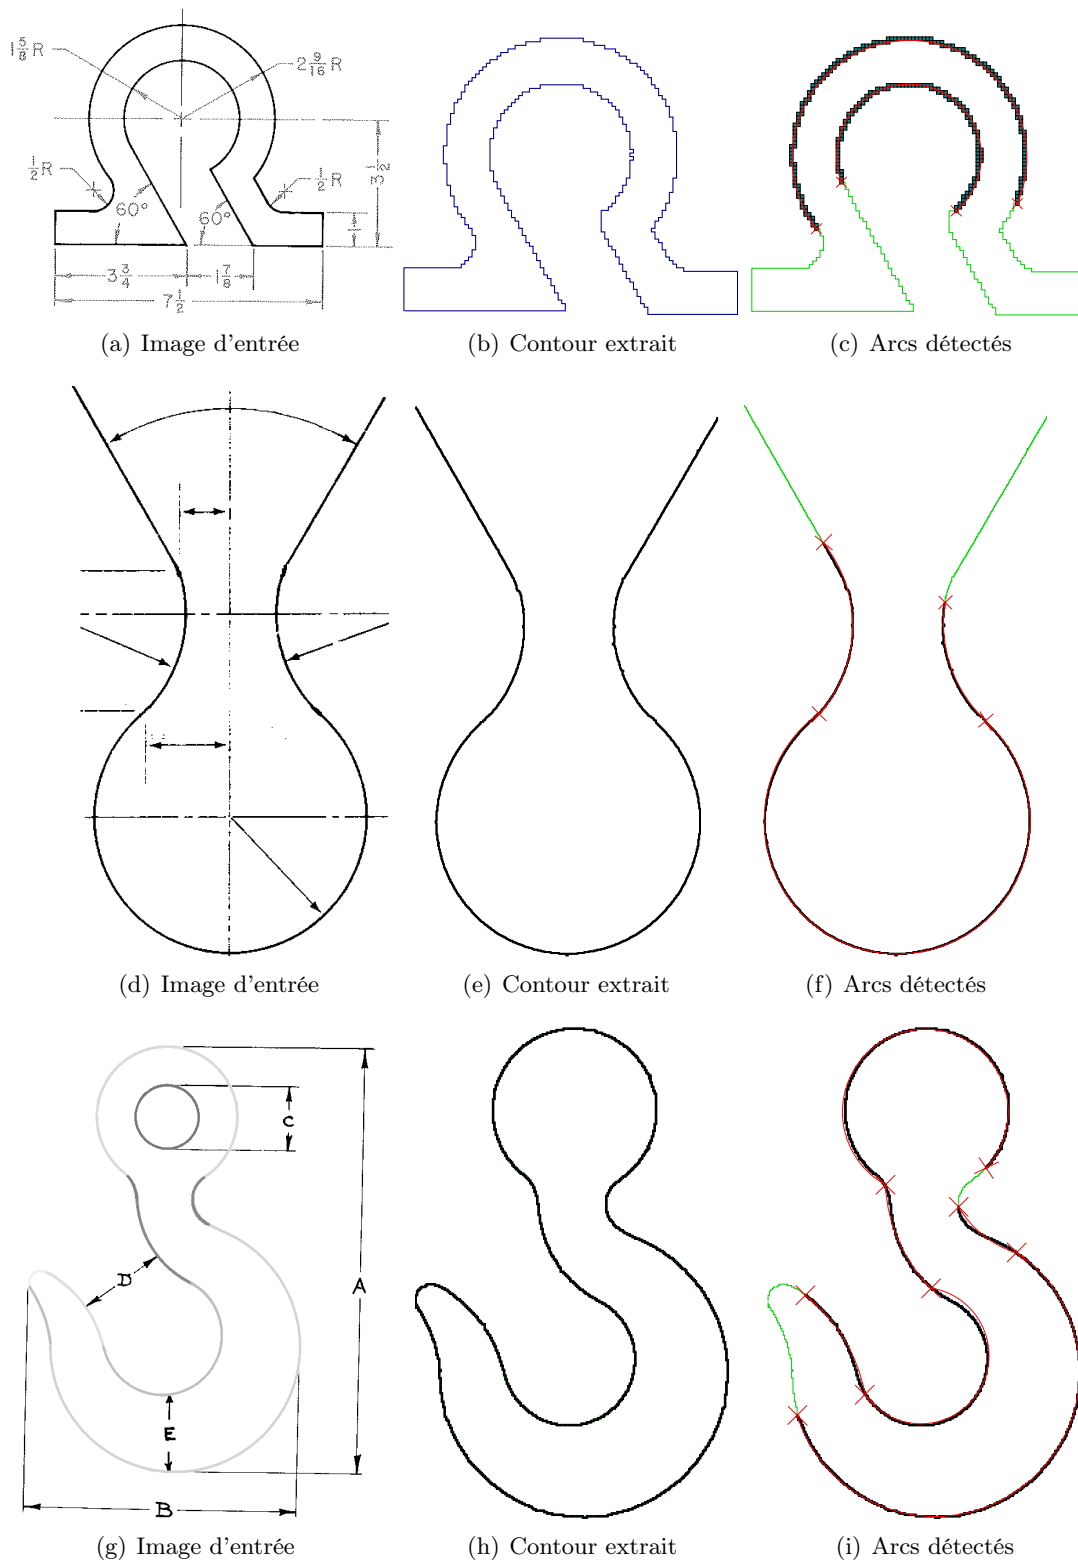 1 5/8 R
2 9/16 R
1/2 R
1/2 R
3 1/2
60°
60°
1
3 3/4
1 7/8
7 1/2
(a) Image d'entrée
(b) Contour extrait
(c) Arcs détectés
(d) Image d'entrée
(e) Contour extrait
(f) Arcs détectés
C
D
A
E
B
(g) Image d'entrée
(h) Contour extrait
(i) Arcs détectés